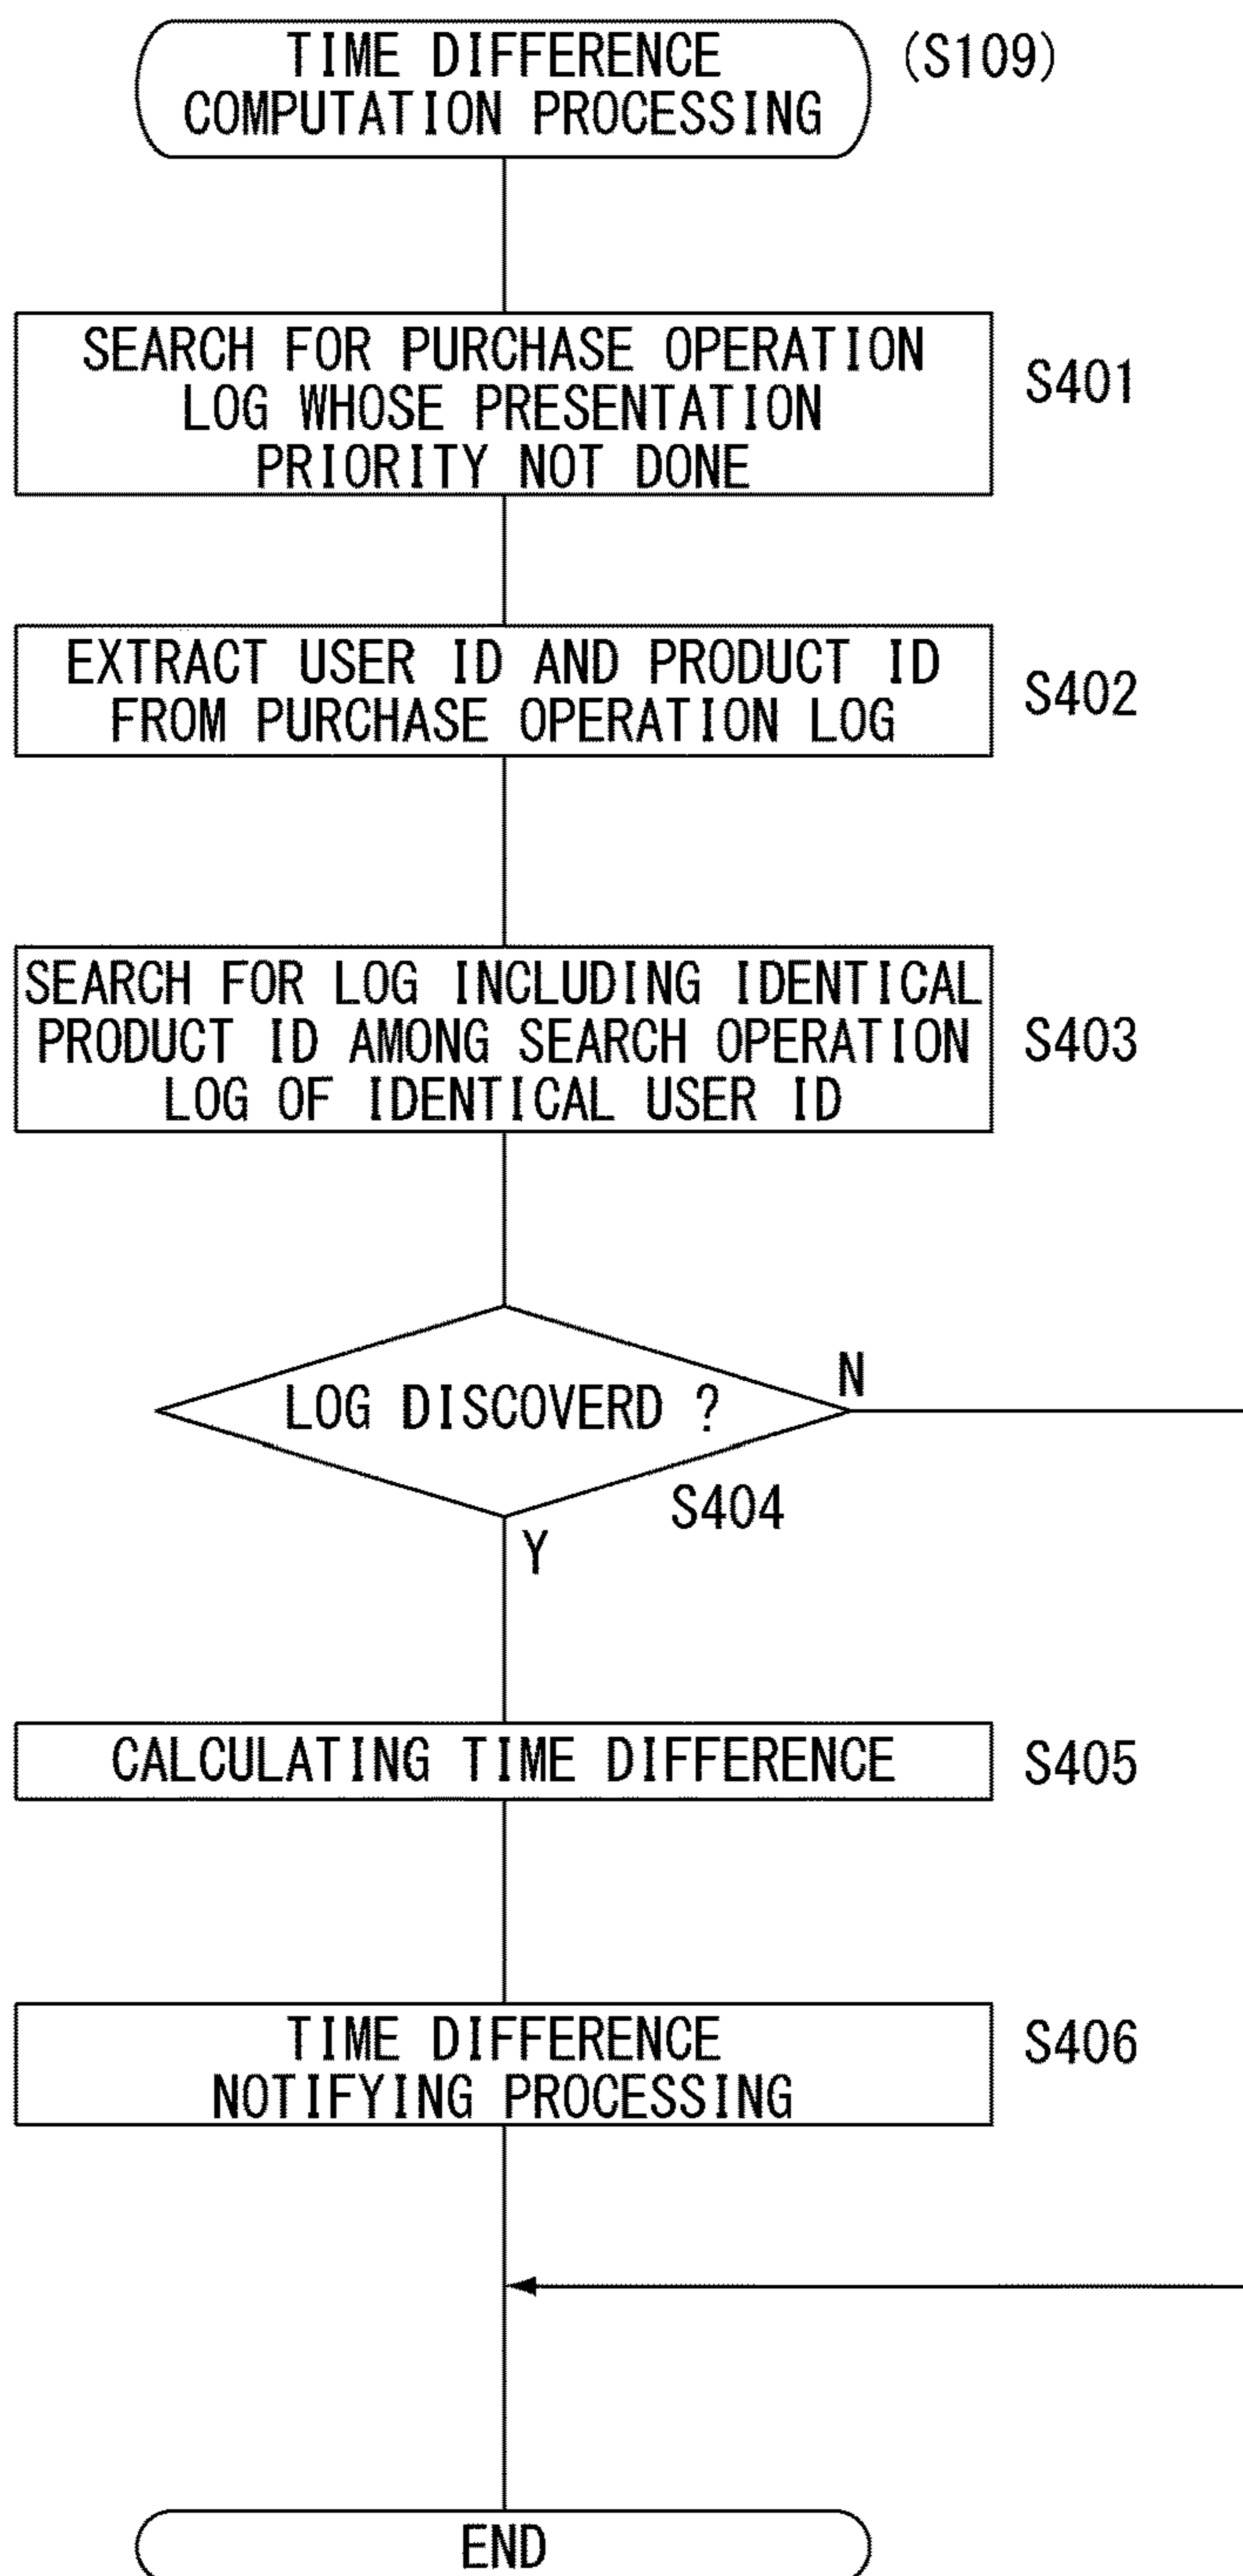 TIME DIFFERENCE
COMPUTATION PROCESSING
(S109)
SEARCH FOR PURCHASE OPERATION
LOG WHOSE PRESENTATION
PRIORITY NOT DONE
S401
EXTRACT USER ID AND PRODUCT ID
FROM PURCHASE OPERATION LOG
S402
SEARCH FOR LOG INCLUDING IDENTICAL
PRODUCT ID AMONG SEARCH OPERATION
LOG OF IDENTICAL USER ID
S403
LOG DISCOVERD ?
N
S404
Y
CALCULATING TIME DIFFERENCE
S405
TIME DIFFERENCE
NOTIFYING PROCESSING
S406
END